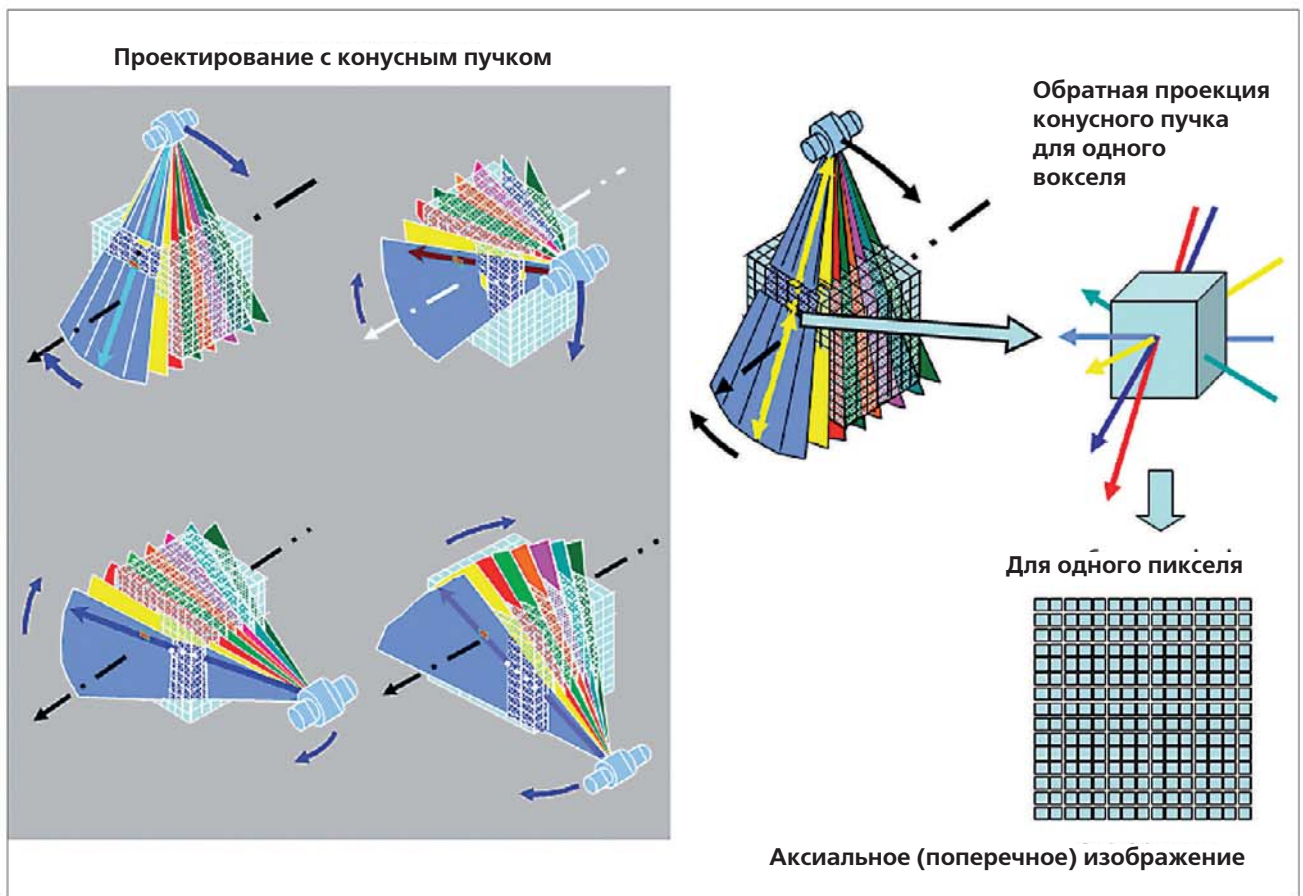 Проектирование с конусным пучком
Обратная проекция
конусного пучка
для одного
вокселя
Для одного пикселя
Аксиальное (поперечное) изображение